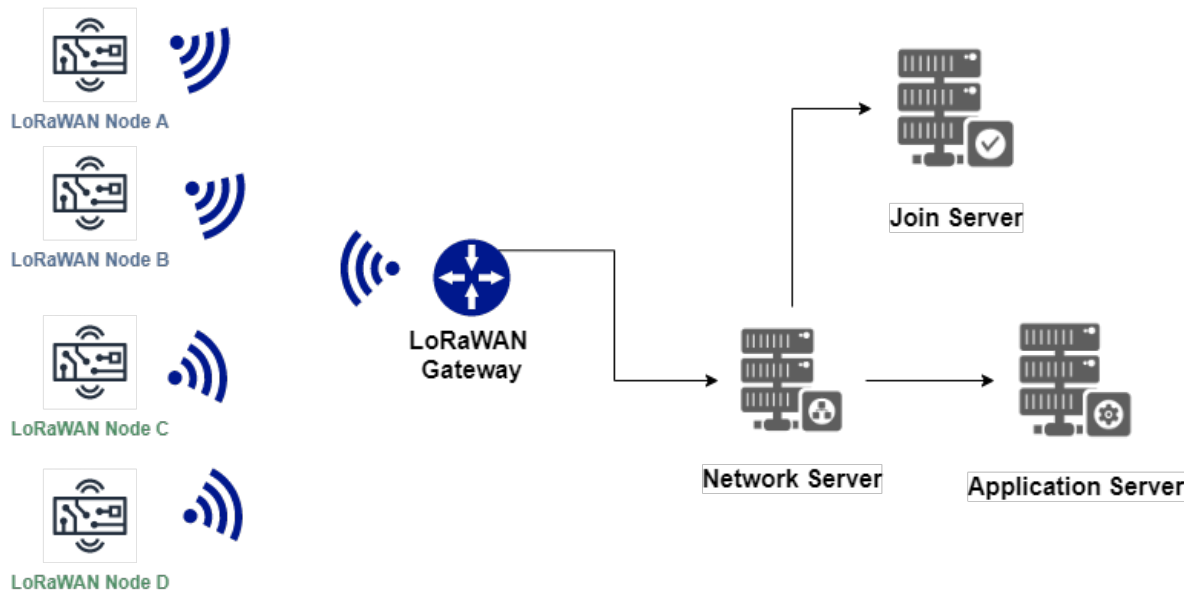 LoRaWAN Node A
LoRaWAN Node B
LoRaWAN Node C
LoRaWAN Node D
LoRaWAN
Gateway
Join Server
Network Server
Application Server